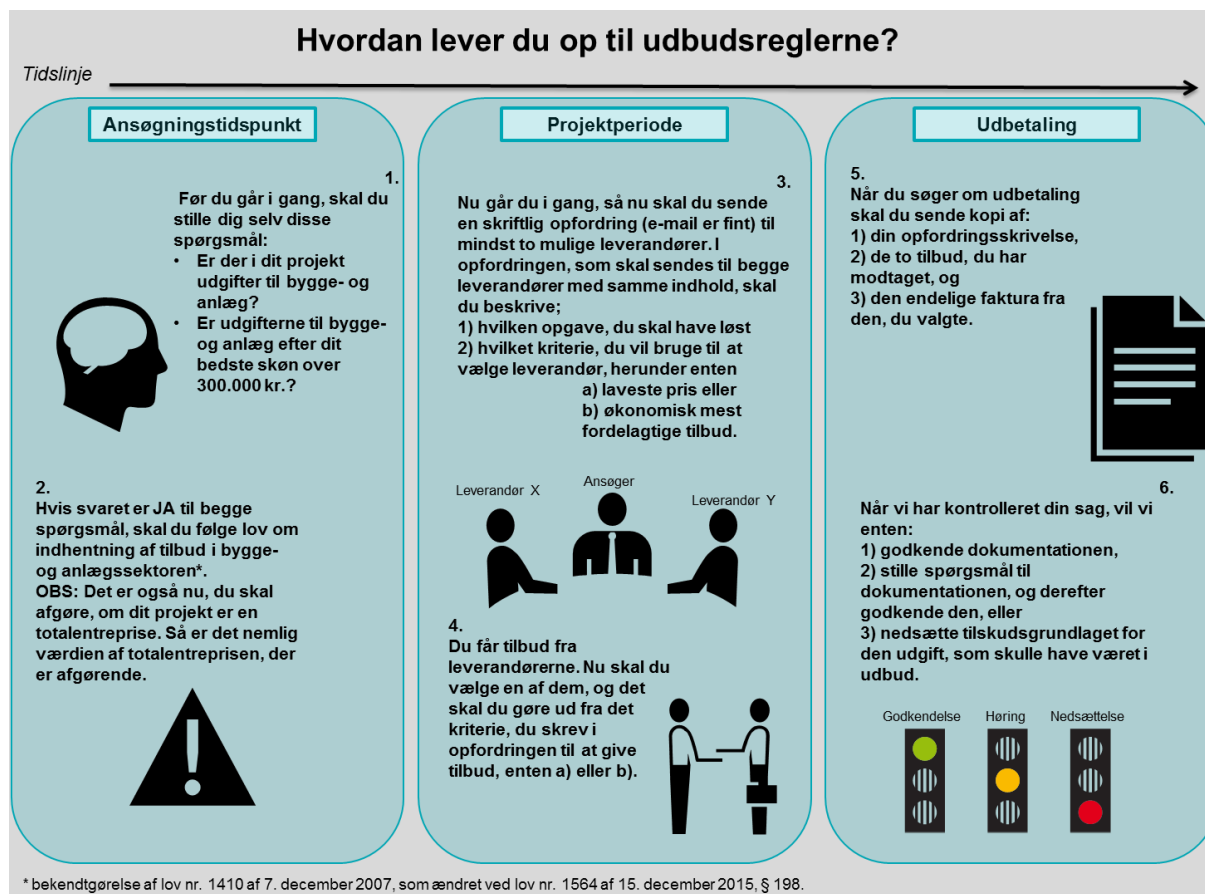 Hvordan lever du op til udbudsreglerne?
Tidslinje
Ansøgningstidspunkt
1.
Før du går i gang, skal du
stille dig selv disse
spørgsmål:
• Er der i dit projekt
udgifter til bygge- og
anlæg?
• Er udgifterne til bygge-
og anlæg efter dit
bedste skøn over
300.000 kr.?
2.
Hvis svaret er JA til begge
spørgsmål, skal du følge lov om
indhentning af tilbud i bygge-
og anlægssektoren*.
OBS: Det er også nu, du skal
afgøre, om dit projekt er en
totalentreprise. Så er det nemlig
værdien af totalentreprisen, der
er afgørende.
Projektperiode
3.
Nu går du i gang, så nu skal du sende
en skriftlig opfordring (e-mail er fint) til
mindst to mulige leverandører. I
opfordringen, som skal sendes til begge
leverandører med samme indhold, skal
du beskrive;
1) hvilken opgave, du skal have løst
2) hvilket kriterie, du vil bruge til at
vælge leverandør, herunder enten
a) laveste pris eller
b) økonomisk mest
fordelagtige tilbud.
Leverandør X
Ansøger
Leverandør Y
4.
Du får tilbud fra
leverandørerne. Nu skal du
vælge en af dem, og det
skal du gøre ud fra det
kriterie, du skrev i
opfordringen til at give
tilbud, enten a) eller b).
Udbetaling
5.
Når du søger om udbetaling
skal du sende kopi af:
1) din opfordringsskrivelse,
2) de to tilbud, du har
modtaget, og
3) den endelige faktura fra
den, du valgte.
6.
Når vi har kontrolleret din sag, vil vi
enten:
1) godkende dokumentationen,
2) stille spørgsmål til
dokumentationen, og derefter
godkende den, eller
3) nedsætte tilskudsgrundlaget for
den udgift, som skulle have været i
udbud.
Godkendelse
Høring
Nedsættelse
* bekendtgørelse af lov nr. 1410 af 7. december 2007, som ændret ved lov nr. 1564 af 15. december 2015, § 198.